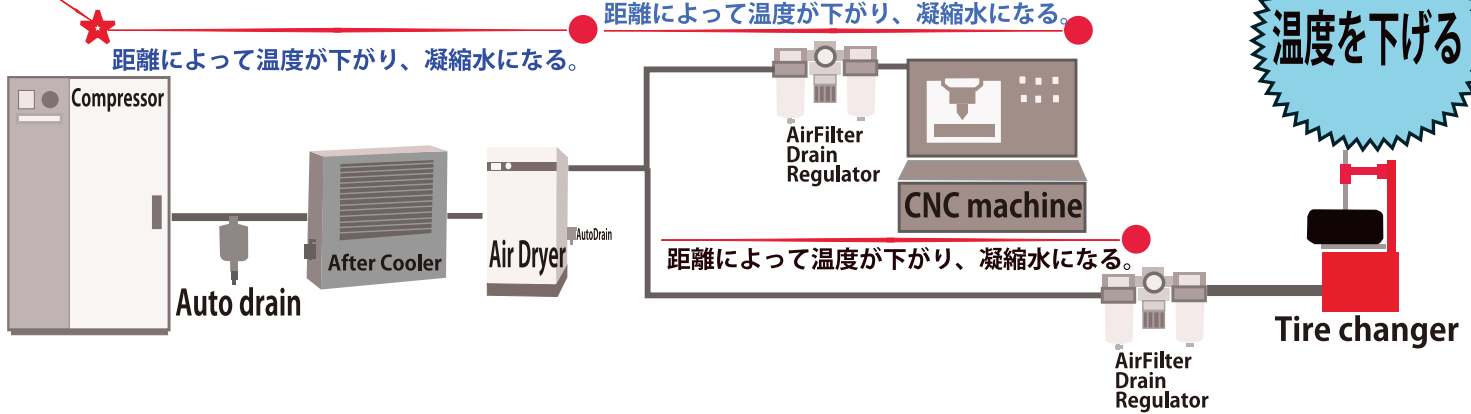 距離によって温度が下がり、凝縮水になる。
温度を下げる
距離によって温度が下がり、凝縮水になる。
Compressor
AirFilter
Drain
Regulator
CNC machine
AutoDrain
Air Dryer
After Cooler
距離によって温度が下がり、凝縮水になる。
Auto drain
Tire changer
AirFilter
Drain
Regulator